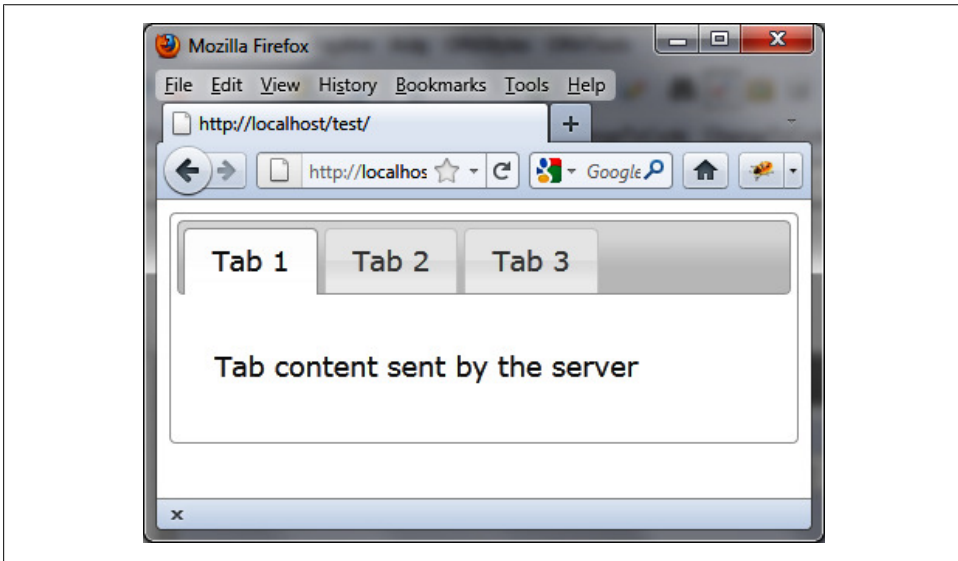 Mozilla Firefox
File Edit View History Bookmarks Tools Help
http://localhost/test/
http://localhos Google
Tab 1 Tab 2 Tab 3
Tab content sent by the server